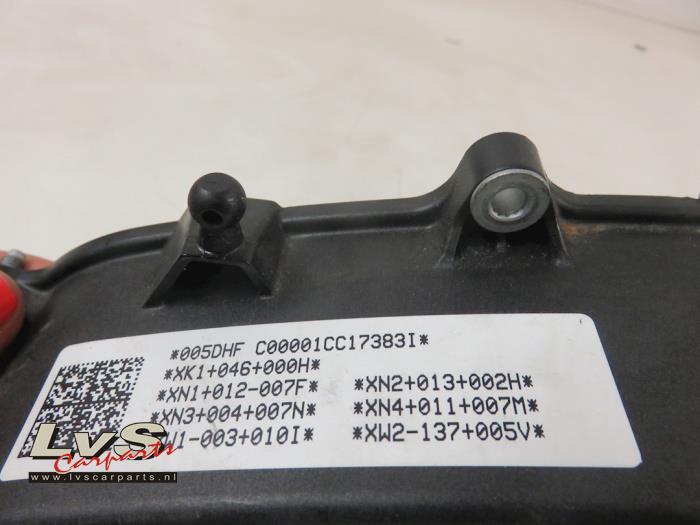 *005DHF C00001CC17383I*
*XK1+046+000H*
*XN1+012-007F* *XN2+013+002H*
*XN3+004+007N* *XN4+011+007M*
W1-003+010I* *XW2-137+005V*
LVS
Carparts
www.lvscarparts.nl